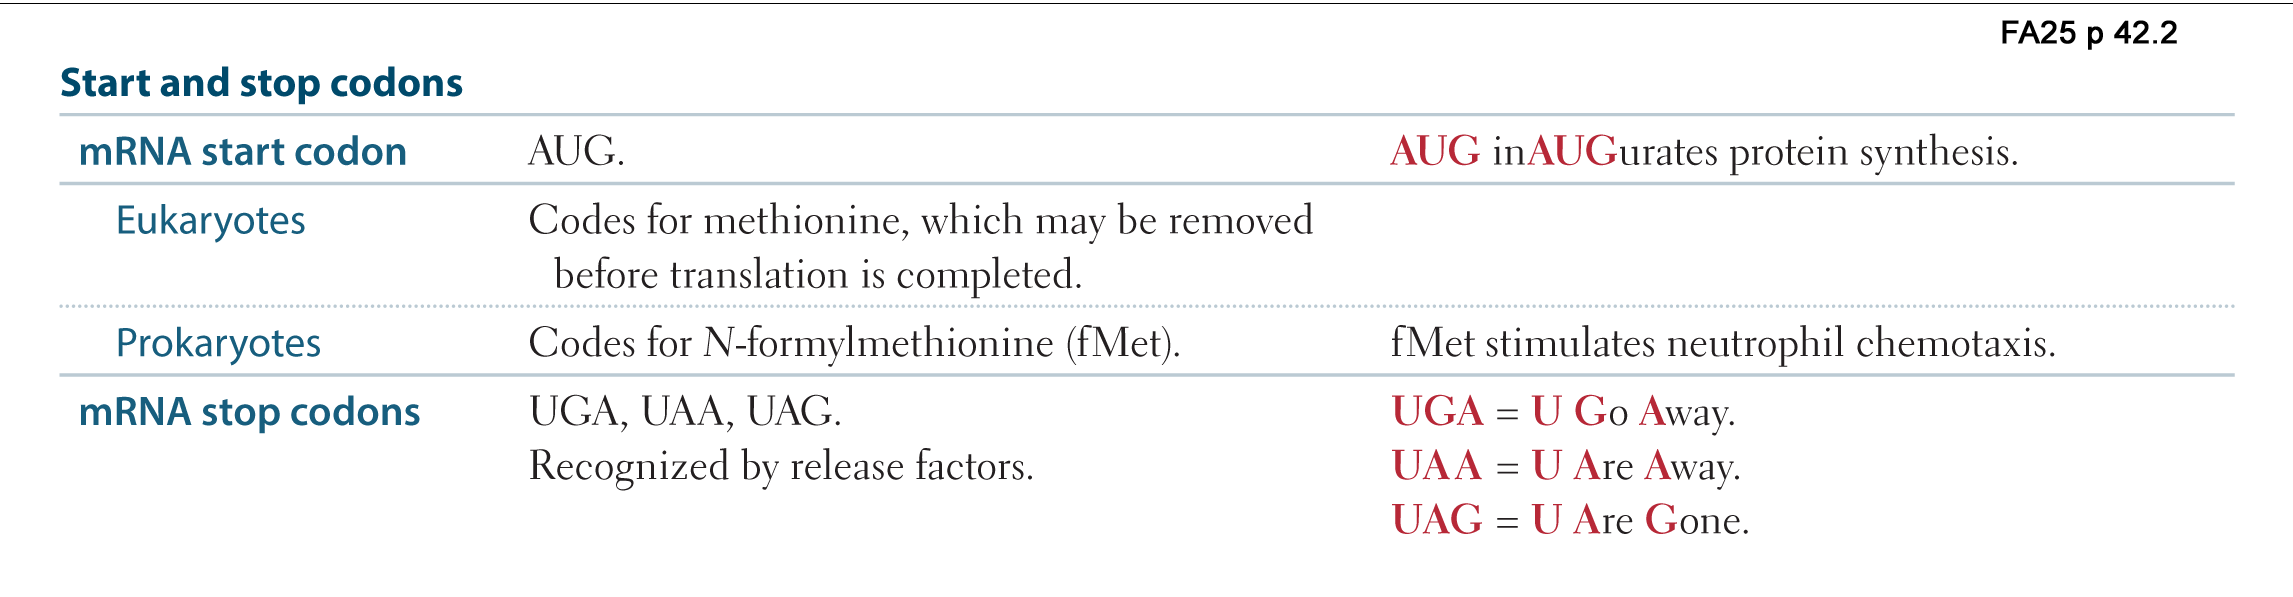 FA25 p 42.2
Start and stop codons
mRNA start codon AUG. AUG inAUGurates protein synthesis.
Eukaryotes Codes for methionine, which may be removed
before translation is completed.
Prokaryotes Codes for N-formylmethionine (fMet). fMet stimulates neutrophil chemotaxis.
mRNA stop codons UGA, UAA, UAG. UGA = U Go Away.
Recognized by release factors. UAA = U Are Away.
UAG = U Are Gone.